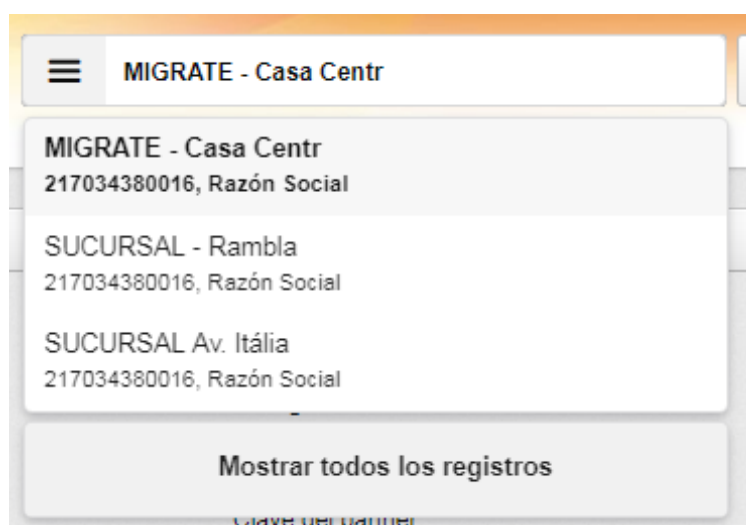 MIGRATE - Casa Centr
MIGRATE - Casa Centr
217034380016, Razón Social
SUCURSAL - Rambla
217034380016, Razón Social
SUCURSAL Av. Itália
217034380016, Razón Social
Mostrar todos los registros